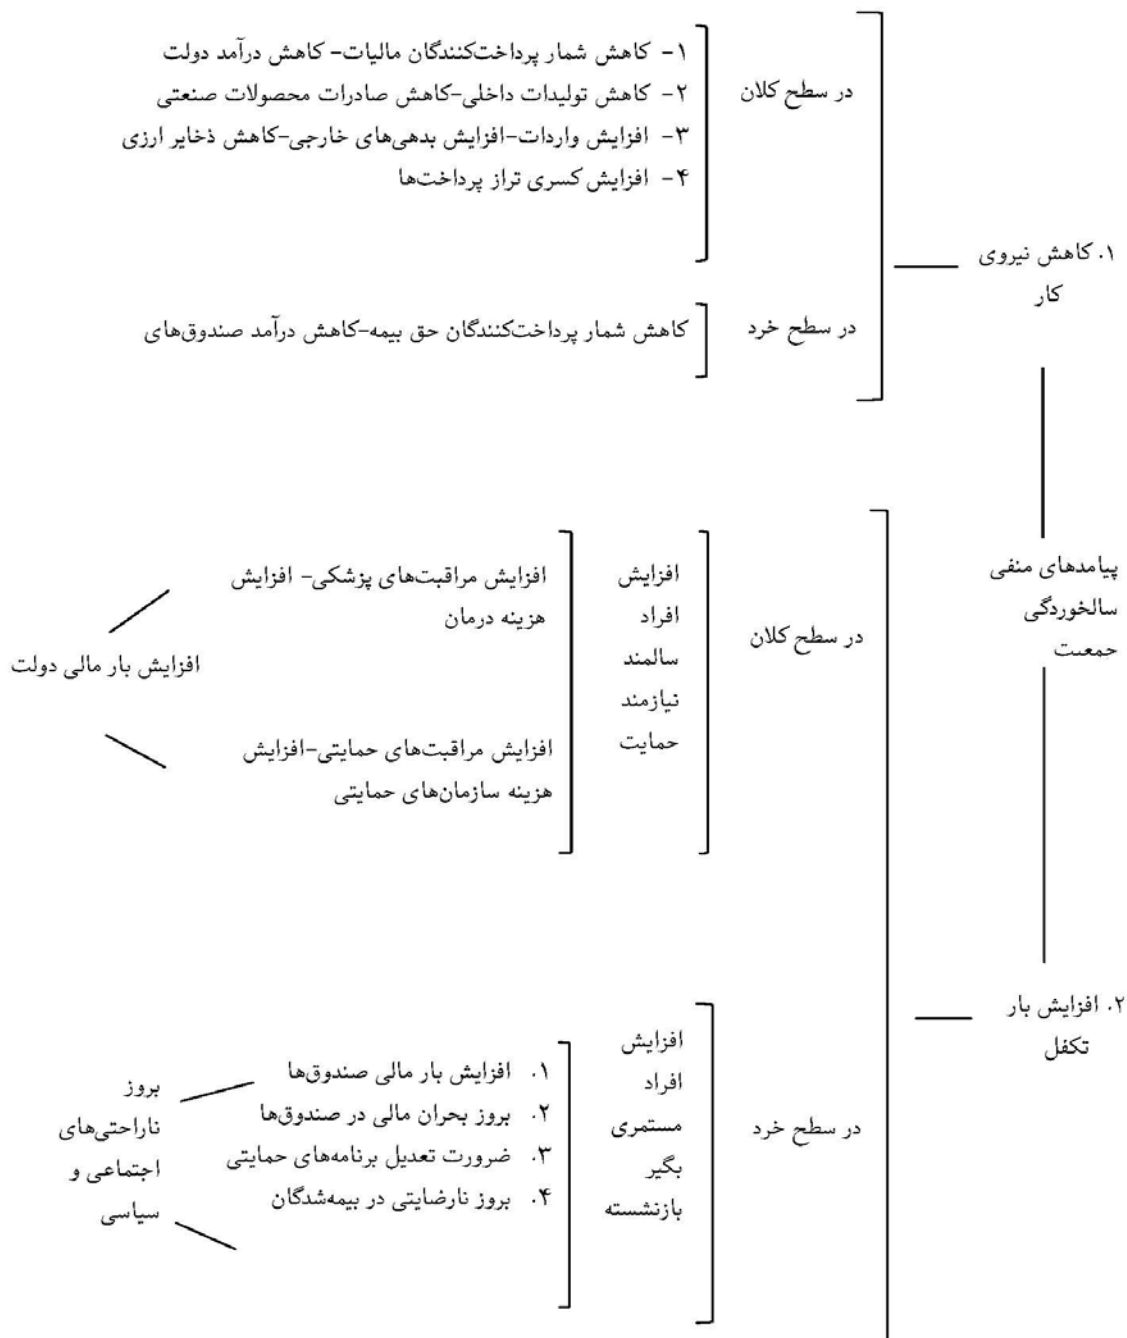 در سطح کلان
۱- کاهش شمار پرداخت‌کنندگان مالیات- کاهش درآمد دولت
۲- کاهش تولیدات داخلی-کاهش صادرات محصولات صنعتی
۳- افزایش واردات-افزایش بدهی‌های خارجی-کاهش ذخایر ارزی
۴- افزایش کسری تراز پرداخت‌ها
۱. کاهش نیروی
کار
در سطح خرد
کاهش شمار پرداخت‌کنندگان حق بیمه-کاهش درآمد صندوق‌های
پیامدهای منفی
سالخوردگی
جمعیت
در سطح کلان
افزایش
افراد
سالمند
نیازمند
حمایت
افزایش مراقبت‌های پزشکی- افزایش
هزینه درمان
افزایش مراقبت‌های حمایتی-افزایش
هزینه سازمان‌های حمایتی
افزایش بار مالی دولت
۲. افزایش بار
تکفل
در سطح خرد
افزایش
افراد
مستمری
بگیر
بازنشسته
۱. افزایش بار مالی صندوق‌ها
۲. بروز بحران مالی در صندوق‌ها
۳. ضرورت تعدیل برنامه‌های حمایتی
۴. بروز نارضایتی در بیمه‌شدگان
بروز
ناراحتی‌های
اجتماعی و
سیاسی